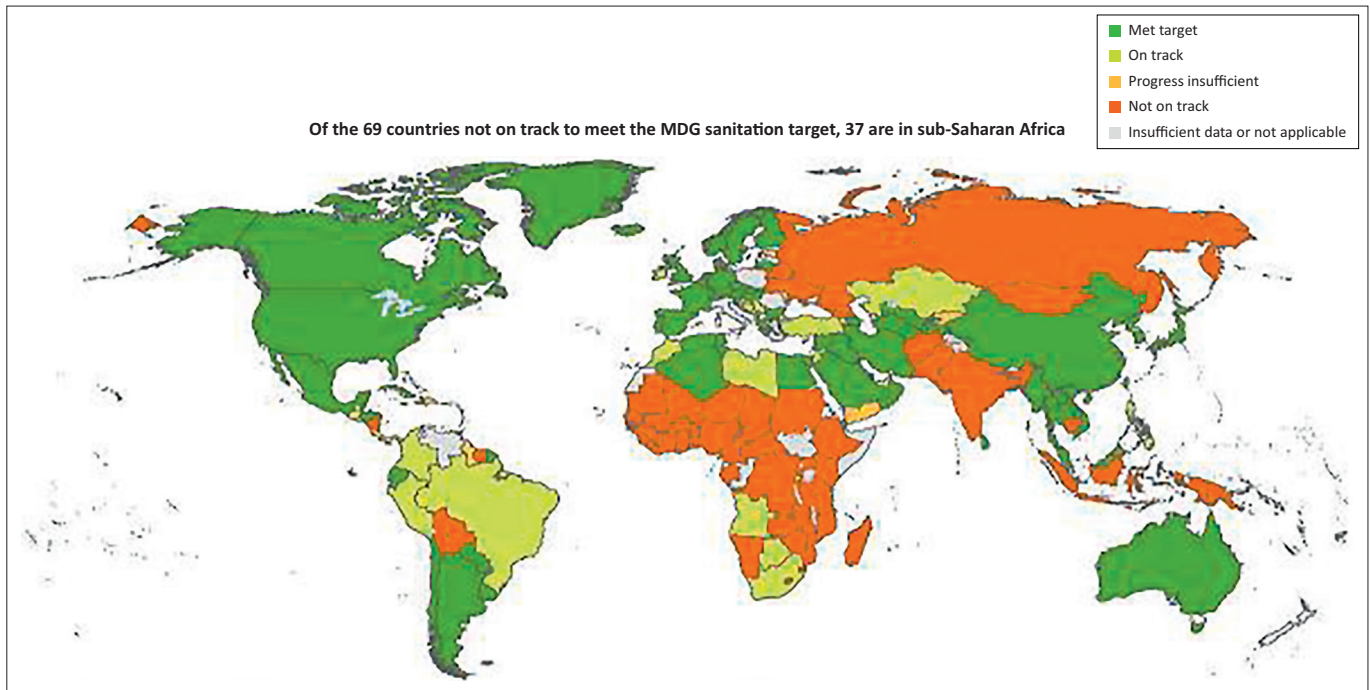 Met target
On track
Progress insufficient
Not on track
Insufficient data or not applicable
Of the 69 countries not on track to meet the MDG sanitation target, 37 are in sub-Saharan Africa